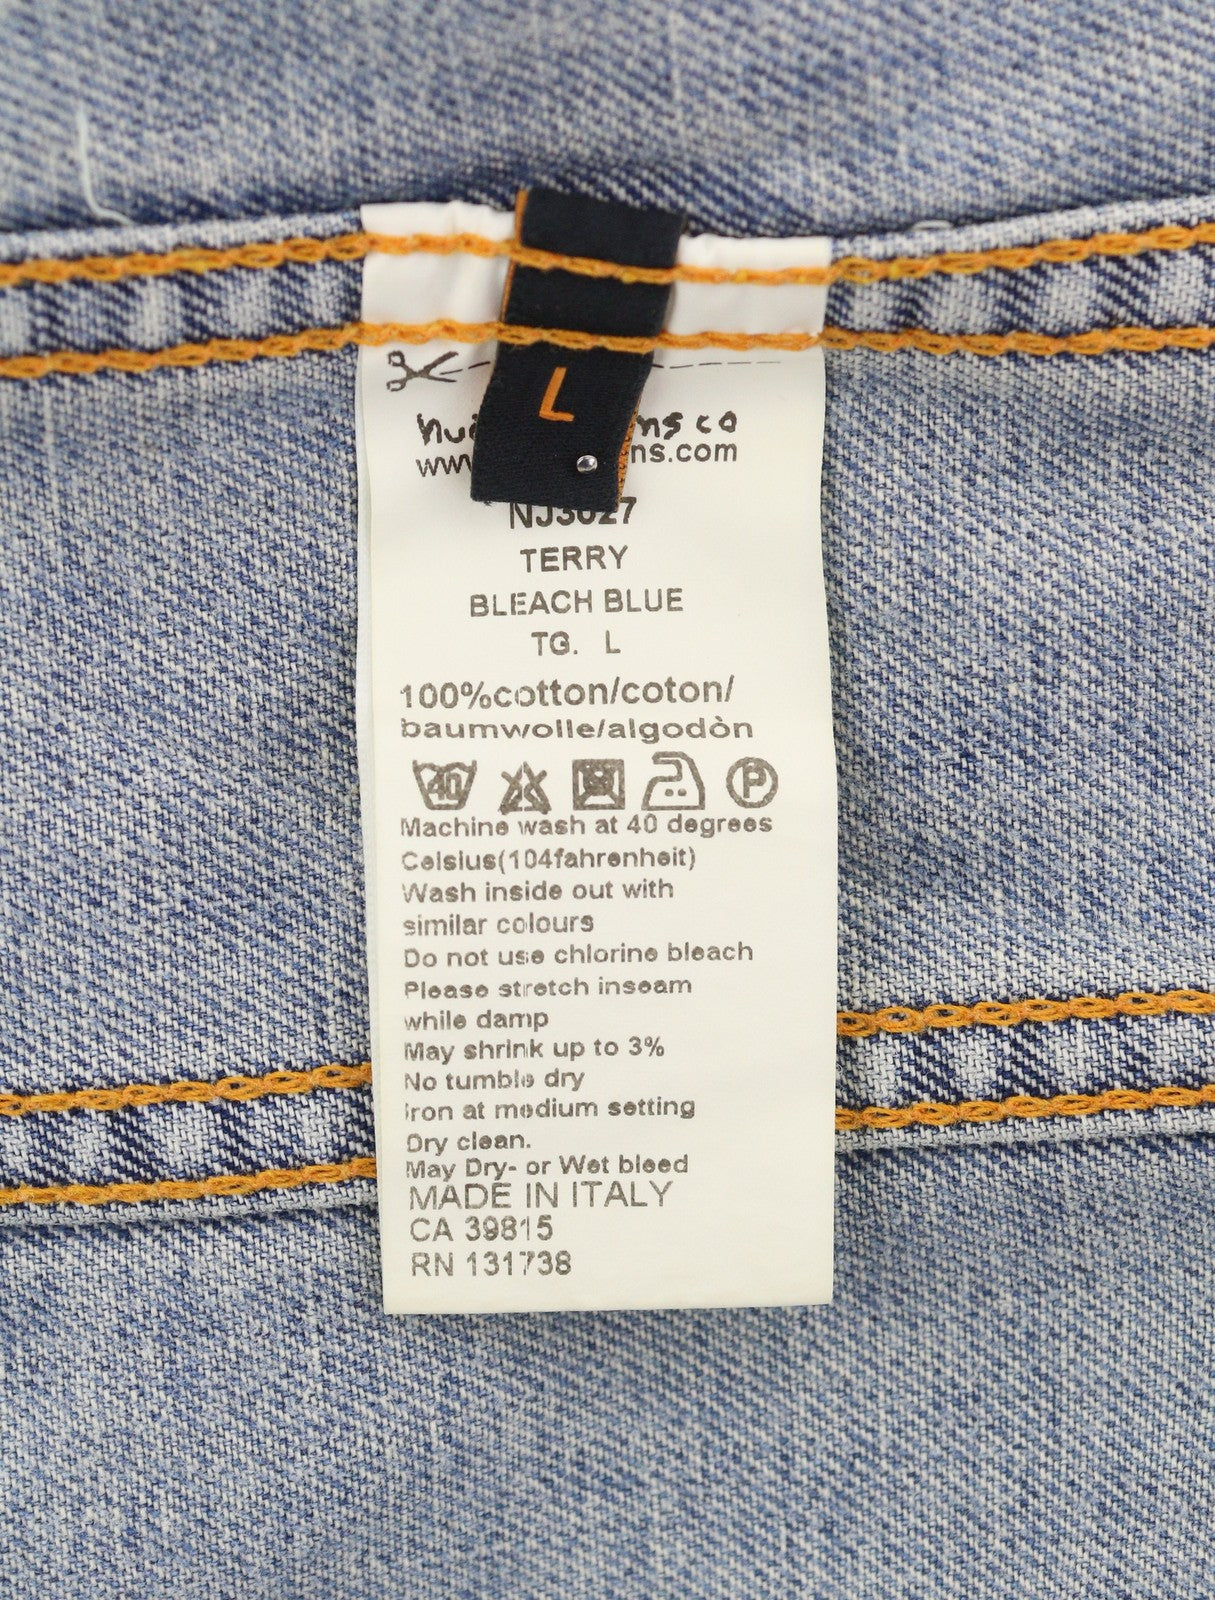 L
NJ3027
TERRY
BLEACH BLUE
TG. L
100%cotton/coton/
baumwolle/algodòn
40 P
Machine wash at 40 degrees
Celsius(104fahrenheit)
Wash inside out with
similar colours
Do not use chlorine bleach
Please stretch inseam
while damp
May shrink up to 3%
No tumble dry
Iron at medium setting
Dry clean.
May Dry- or Wet bleed
MADE IN ITALY
CA 39815
RN 131738